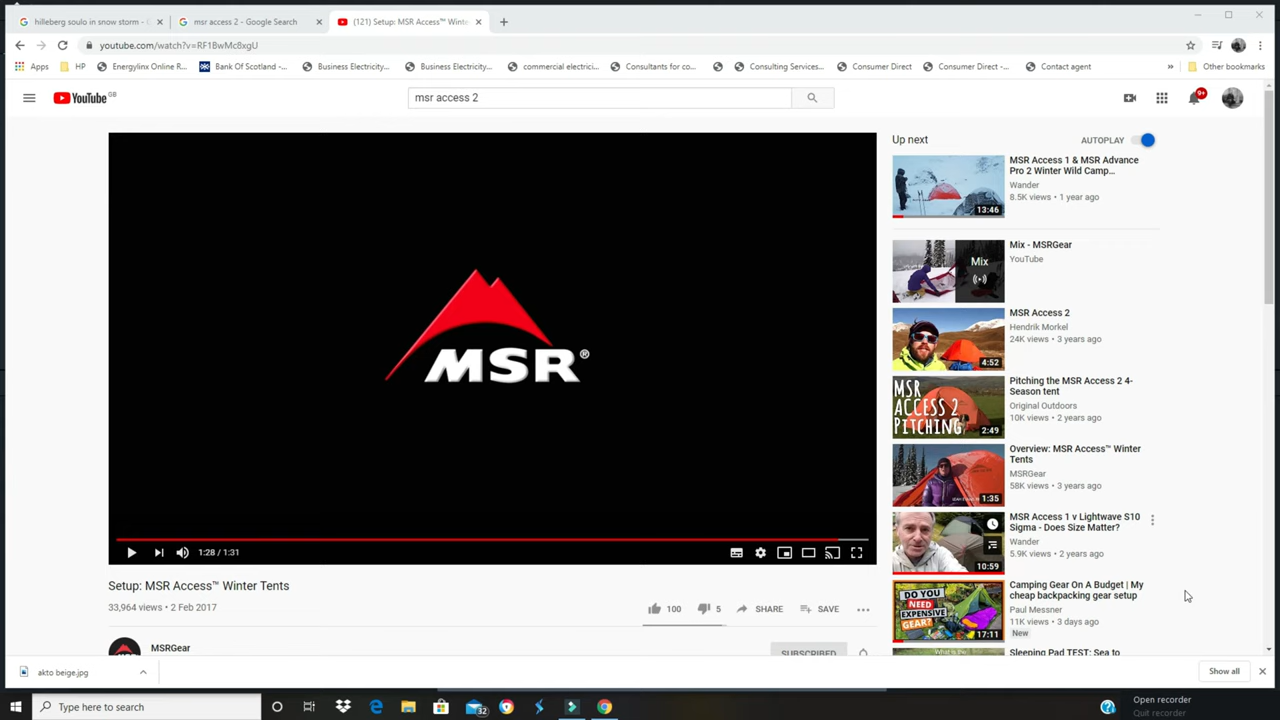 hilleberg soulo in snow storm -
msr access 2 - Google Search
(121) Setup: MSR Access™ Winte
youtube.com/watch?v=RF1BwMc8xgU
Apps
HP
Energylinx Online R...
Bank Of Scotland -...
Business Electricity...
Business Electricity...
commercial electrici...
Consultants for co...
Consulting Services...
Consumer Direct
Consumer Direct -...
Contact agent
»
Other bookmarks
YouTube GB
msr access 2
9+
MSR®
1:28 / 1:31
Setup: MSR Access™ Winter Tents
33,964 views • 2 Feb 2017
100
5
SHARE
SAVE
MSRGear
SUBSCRIBED
Up next
AUTOPLAY
MSR Access 1 & MSR Advance
Pro 2 Winter Wild Camp...
Wander
8.5K views • 1 year ago
13:46
Mix - MSRGear
YouTube
Mix
MSR Access 2
Hendrik Morkel
24K views • 3 years ago
4:52
Pitching the MSR Access 2 4-
Season tent
Original Outdoors
10K views • 2 years ago
MSR
ACCESS 2
PITCHING
2:49
Overview: MSR Access™ Winter
Tents
MSRGear
58K views • 3 years ago
1:35
MSR Access 1 v Lightwave S10
Sigma - Does Size Matter?
Wander
5.9K views • 2 years ago
10:59
Camping Gear On A Budget | My
cheap backpacking gear setup
Paul Messner
11K views • 3 days ago
New
DO YOU
NEED
EXPENSIVE
GEAR?
17:11
Sleeping Pad TEST: Sea to
What is the
akto beige.jpg
Show all
Type here to search
32
Open recorder
Quit recorder